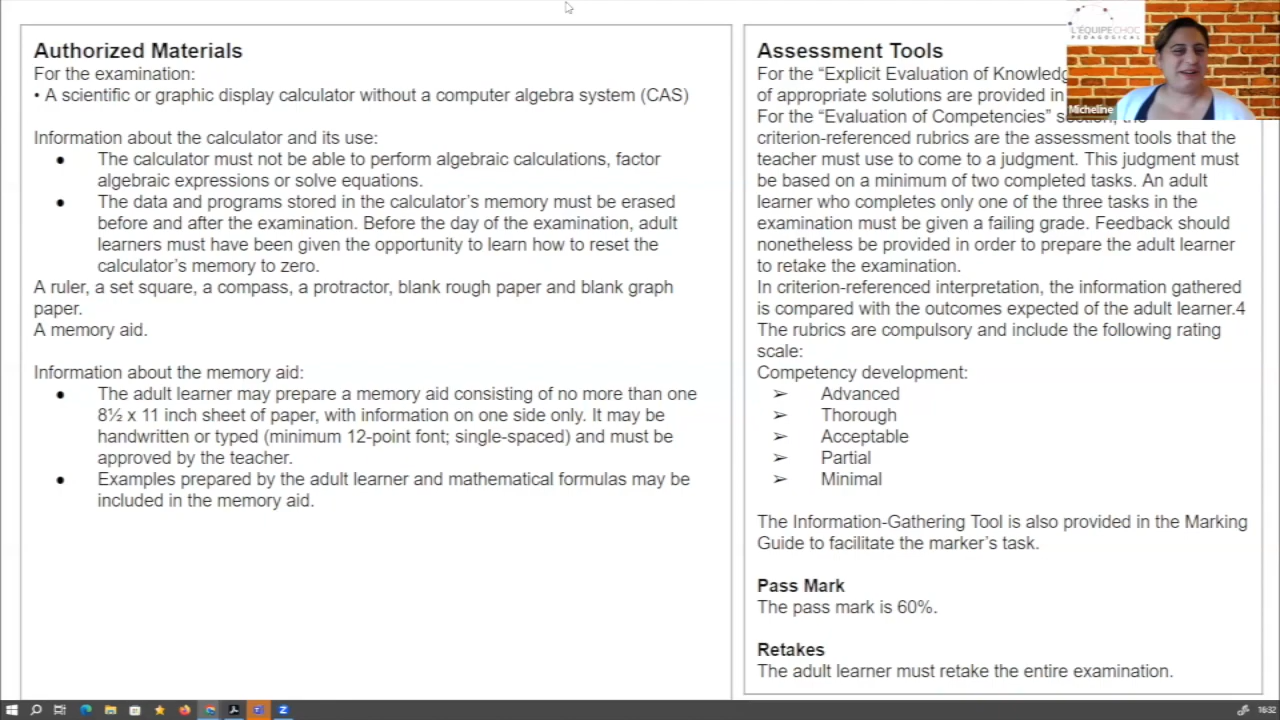 Authorized Materials
For the examination:
• A scientific or graphic display calculator without a computer algebra system (CAS)
Information about the calculator and its use:
● The calculator must not be able to perform algebraic calculations, factor
algebraic expressions or solve equations.
● The data and programs stored in the calculator's memory must be erased
before and after the examination. Before the day of the examination, adult
learners must have been given the opportunity to learn how to reset the
calculator's memory to zero.
A ruler, a set square, a compass, a protractor, blank rough paper and blank graph
paper.
A memory aid.
Information about the memory aid:
● The adult learner may prepare a memory aid consisting of no more than one
8½ x 11 inch sheet of paper, with information on one side only. It may be
handwritten or typed (minimum 12-point font; single-spaced) and must be
approved by the teacher.
● Examples prepared by the adult learner and mathematical formulas may be
included in the memory aid.
Assessment Tools
For the "Explicit Evaluation of Knowledg
of appropriate solutions are provided in
For the "Evaluation of Competencies"
criterion-referenced rubrics are the assessment tools that the
teacher must use to come to a judgment. This judgment must
be based on a minimum of two completed tasks. An adult
learner who completes only one of the three tasks in the
examination must be given a failing grade. Feedback should
nonetheless be provided in order to prepare the adult learner
to retake the examination.
In criterion-referenced interpretation, the information gathered
is compared with the outcomes expected of the adult learner.4
The rubrics are compulsory and include the following rating
scale:
Competency development:
➢ Advanced
➢ Thorough
➢ Acceptable
➢ Partial
➢ Minimal
The Information-Gathering Tool is also provided in the Marking
Guide to facilitate the marker's task.
Pass Mark
The pass mark is 60%.
Retakes
The adult learner must retake the entire examination.
L'ÉQUIPECHOC
PEDAGOGICAL
Micheline
16:32